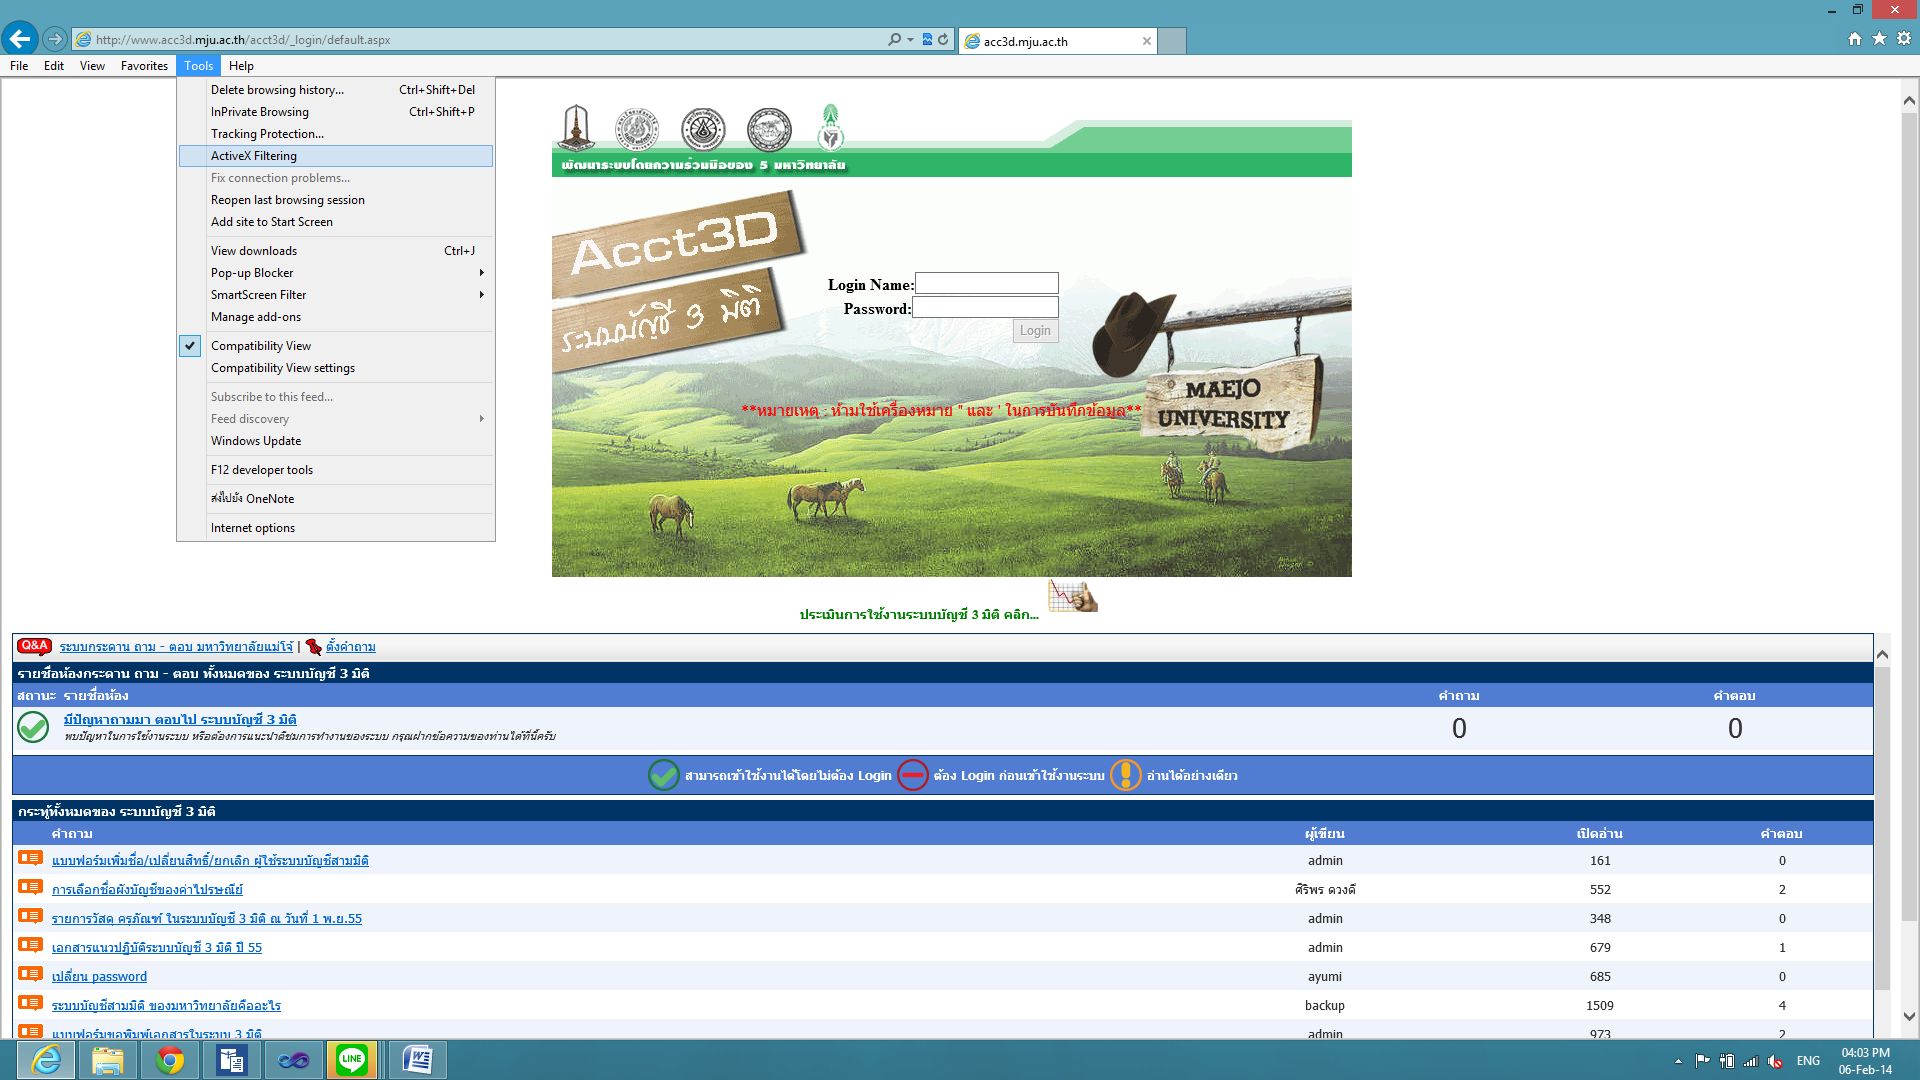 http://www.acc3d.mju.ac.th/acct3d/_login/default.aspx
acc3d.mju.ac.th
File Edit View Favorites Tools Help
Delete browsing history... Ctrl+Shift+Del
InPrivate Browsing Ctrl+Shift+P
Tracking Protection...
ActiveX Filtering
Fix connection problems...
Reopen last browsing session
Add site to Start Screen
View downloads Ctrl+J
Pop-up Blocker
SmartScreen Filter
Manage add-ons
Compatibility View
Compatibility View settings
Subscribe to this feed...
Feed discovery
Windows Update
F12 developer tools
ส่งไปยัง OneNote
Internet options
พัฒนาระบบโดยความร่วมมือของ 5 มหาวิทยาลัย
Acct3D
ระบบบัญชี 3 มิติ
Login Name:
Password:
Login
MAEJO
UNIVERSITY
**หมายเหตุ : ห้ามใช้เครื่องหมาย " และ ' ในการบันทึกข้อมูล**
ประเมินการใช้งานระบบบัญชี 3 มิติ คลิก...
Q&A ระบบกระดาน ถาม - ตอบ มหาวิทยาลัยแม่โจ้ | ตั้งคำถาม
รายชื่อห้องกระดาน ถาม - ตอบ ทั้งหมดของ ระบบบัญชี 3 มิติ
สถานะ รายชื่อห้อง คำถาม คำตอบ
มีปัญหาถามมา ตอบไป ระบบบัญชี 3 มิติ 0 0
พบปัญหาในการใช้งานระบบ หรือต้องการแนะนำติชมการทำงานของระบบ กรุณฝากข้อความของท่านได้ที่นี้ครับ
สามารถเข้าใช้งานได้โดยไม่ต้อง Login ต้อง Login ก่อนเข้าใช้งานระบบ อ่านได้อย่างเดียว
กระทู้ทั้งหมดของ ระบบบัญชี 3 มิติ
คำถาม ผู้เขียน เปิดอ่าน คำตอบ
แบบฟอร์มเพิ่มชื่อ/เปลี่ยนสิทธิ์/ยกเลิก ผู้ใช้ระบบบัญชีสามมิติ admin 161 0
การเลือกชื่อผังบัญชีของค่าไปรษณีย์ ศิริพร ดวงดี 552 2
รายการวัสดุ ครุภัณฑ์ ในระบบบัญชี 3 มิติ ณ วันที่ 1 พ.ย.55 admin 348 0
เอกสารแนวปฏิบัติระบบบัญชี 3 มิติ ปี 55 admin 679 1
เปลี่ยน password ayumi 685 0
ระบบบัญชีสามมิติ ของมหาวิทยาลัยคืออะไร backup 1509 4
แบบฟอร์มขอพิมพ์เอกสารในระบบ 3 มิติ admin 973 2
LINE
ENG
04:03 PM
06-Feb-14